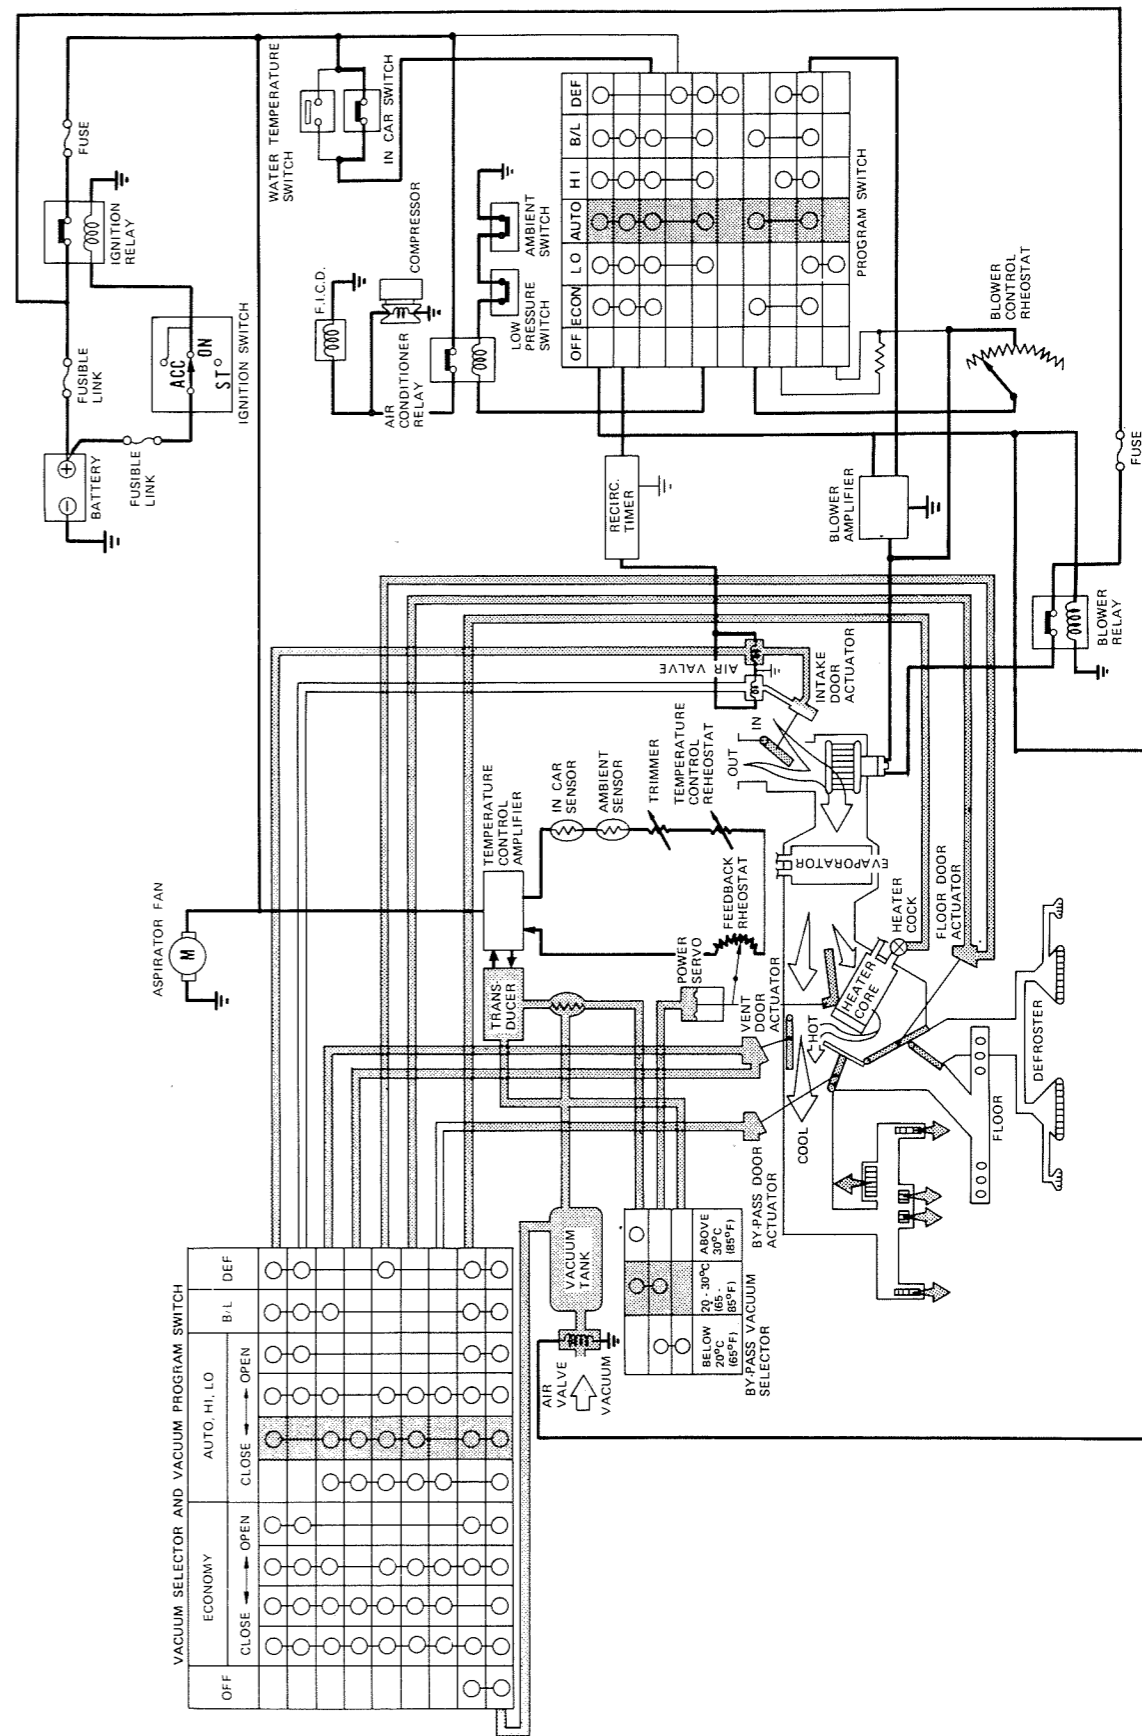 VACUUM SELECTOR AND VACUUM PROGRAM SWITCH
OFF
ECONOMY
CLOSE
OPEN
AUTO, HI, LO
CLOSE
OPEN
B/L
DEF
AIR
VALVE
VACUUM
VACUUM
TANK
BELOW
20°C
(65°F)
20 - 30°C
(65 -
85°F)
ABOVE
30°C
(85°F)
BY-PASS VACUUM
SELECTOR
ASPIRATOR FAN
M
TRANS-
DUCER
TEMPERATURE
CONTROL
AMPLIFIER
IN CAR
SENSOR
AMBIENT
SENSOR
TRIMMER
TEMPERATURE
CONTROL
REHEOSTAT
POWER
SERVO
FEEDBACK
RHEOSTAT
VENT
DOOR
ACTUATOR
BY-PASS DOOR
ACTUATOR
COOL
HOT
HEATER
CORE
HEATER
COCK
FLOOR DOOR
ACTUATOR
EVAPORATOR
OUT
IN
INTAKE
DOOR
ACTUATOR
AIR VALVE
FLOOR
DEFROSTER
BATTERY
+
−
FUSIBLE
LINK
FUSIBLE
LINK
IGNITION SWITCH
ACC
ON
ST
IGNITION
RELAY
FUSE
WATER TEMPERATURE
SWITCH
IN CAR SWITCH
F.I.C.D.
COMPRESSOR
AIR
CONDITIONER
RELAY
LOW
PRESSURE
SWITCH
AMBIENT
SWITCH
OFF
ECON
LO
AUTO
HI
B/L
DEF
PROGRAM SWITCH
RECIRC.
TIMER
BLOWER
AMPLIFIER
BLOWER
CONTROL
RHEOSTAT
BLOWER
RELAY
FUSE